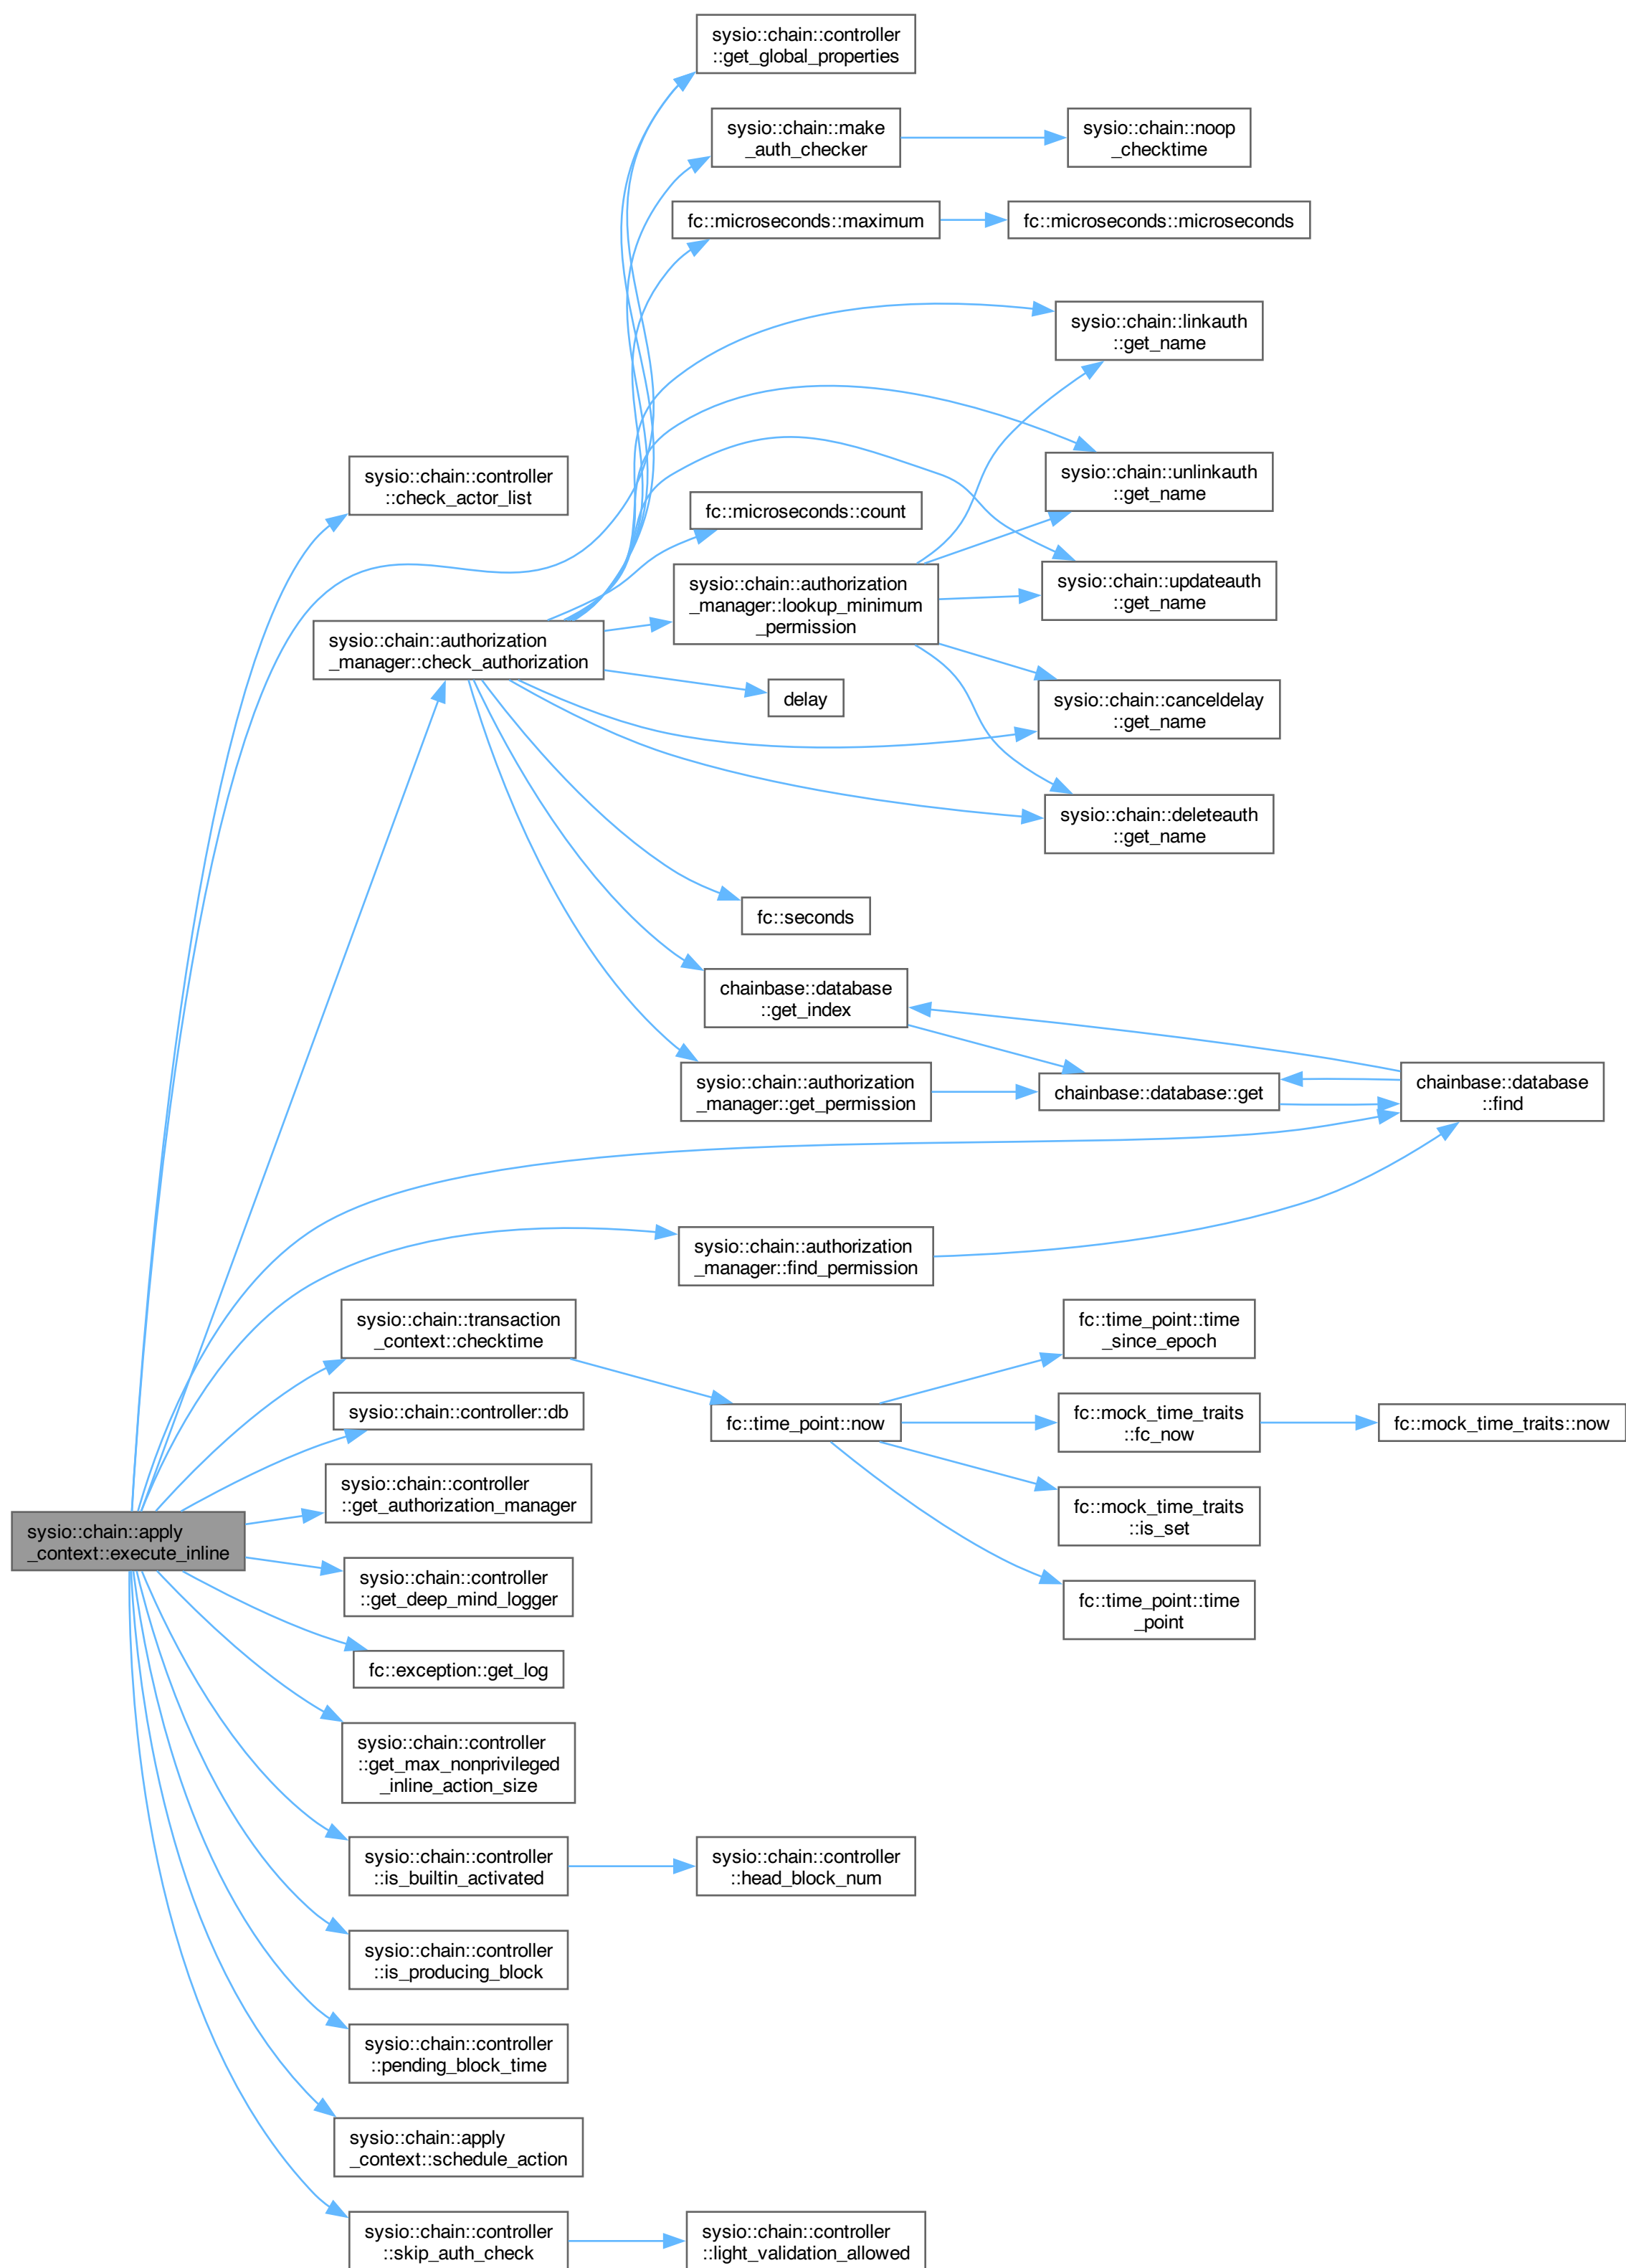 sysio::chain::controller
::get_global_properties
sysio::chain::make
_auth_checker
sysio::chain::noop
_checktime
fc::microseconds::maximum
fc::microseconds::microseconds
sysio::chain::linkauth
::get_name
sysio::chain::controller
::check_actor_list
sysio::chain::unlinkauth
::get_name
fc::microseconds::count
sysio::chain::authorization
_manager::lookup_minimum
_permission
sysio::chain::updateauth
::get_name
sysio::chain::authorization
_manager::check_authorization
delay
sysio::chain::canceldelay
::get_name
sysio::chain::deleteauth
::get_name
fc::seconds
chainbase::database
::get_index
sysio::chain::authorization
_manager::get_permission
chainbase::database::get
chainbase::database
::find
sysio::chain::authorization
_manager::find_permission
sysio::chain::transaction
_context::checktime
fc::time_point::time
_since_epoch
sysio::chain::controller::db
fc::time_point::now
fc::mock_time_traits
::fc_now
fc::mock_time_traits::now
sysio::chain::controller
::get_authorization_manager
fc::mock_time_traits
::is_set
sysio::chain::apply
_context::execute_inline
sysio::chain::controller
::get_deep_mind_logger
fc::time_point::time
_point
fc::exception::get_log
sysio::chain::controller
::get_max_nonprivileged
_inline_action_size
sysio::chain::controller
::is_builtin_activated
sysio::chain::controller
::head_block_num
sysio::chain::controller
::is_producing_block
sysio::chain::controller
::pending_block_time
sysio::chain::apply
_context::schedule_action
sysio::chain::controller
::skip_auth_check
sysio::chain::controller
::light_validation_allowed